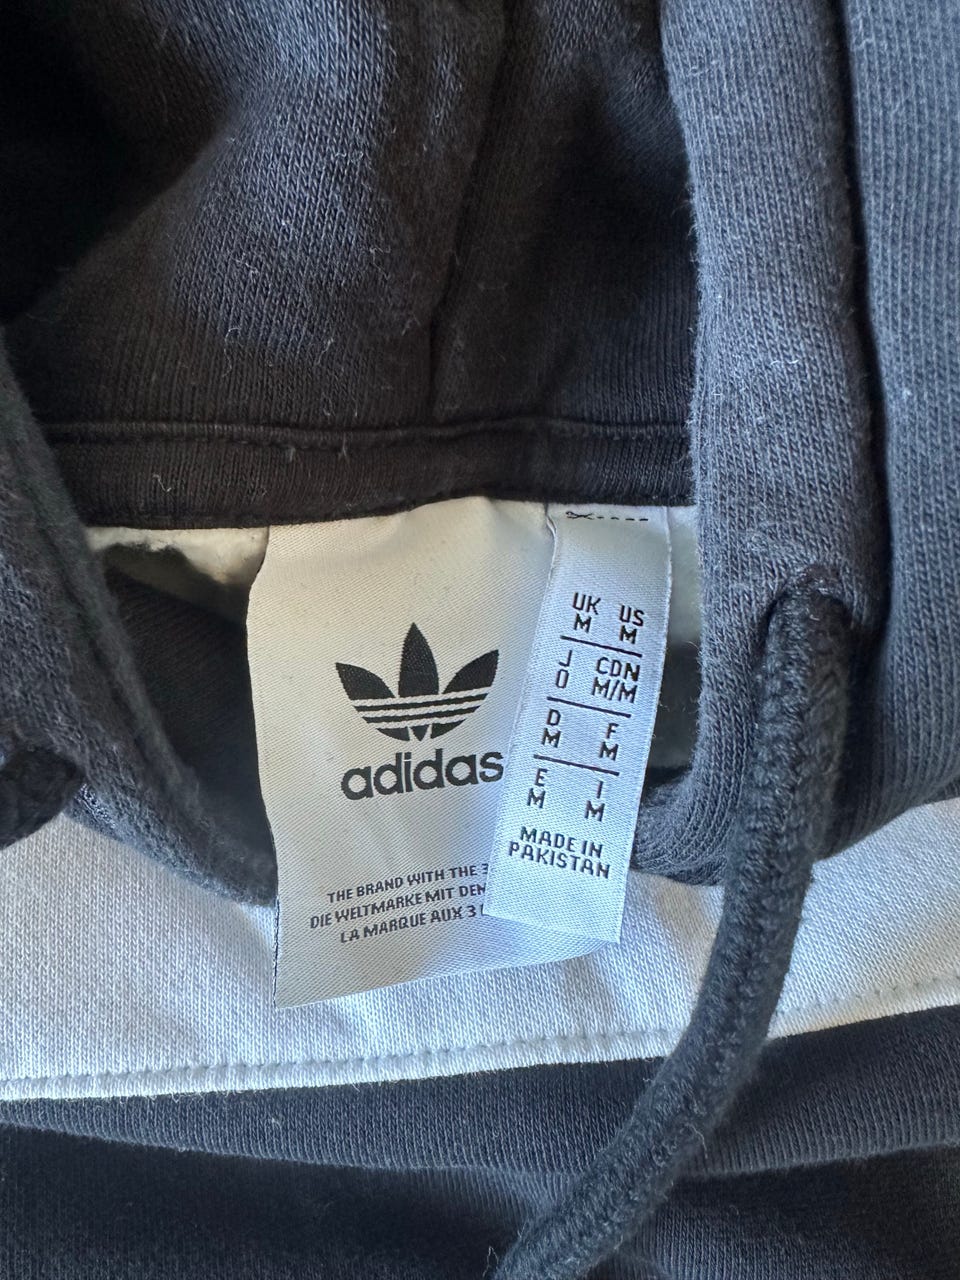 adidas
THE BRAND WITH THE 3
DIE WELTMARKE MIT DEN
LA MARQUE AUX 3
UK US
M M
J CDN
O M/M
D F
M M
E I
M M
MADE IN
PAKISTAN